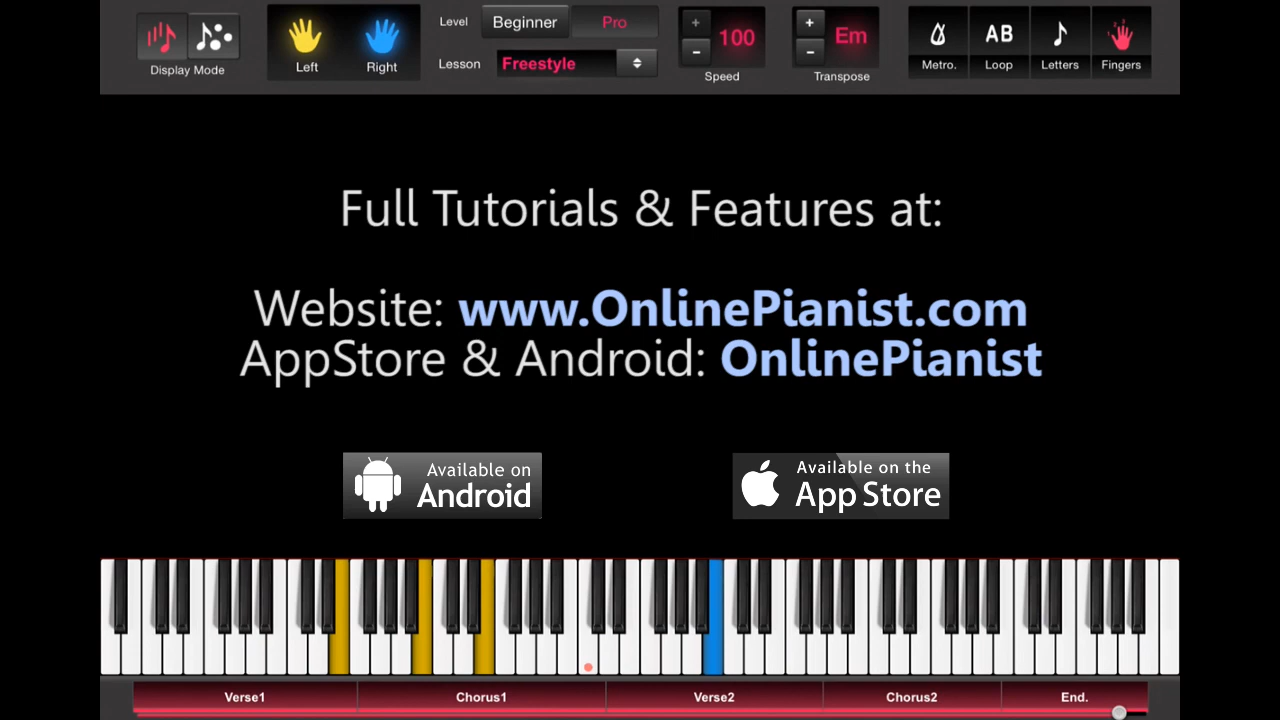 Level Beginner Pro
+ 100 -
+ Em -
AB
Left Right
Display Mode
Lesson Freestyle
Speed
Transpose
Metro. Loop Letters Fingers
Full Tutorials & Features at:
Website: www.OnlinePianist.com
AppStore & Android: OnlinePianist
Available on
Android
Available on the
App Store
Verse1 Chorus1 Verse2 Chorus2 End.